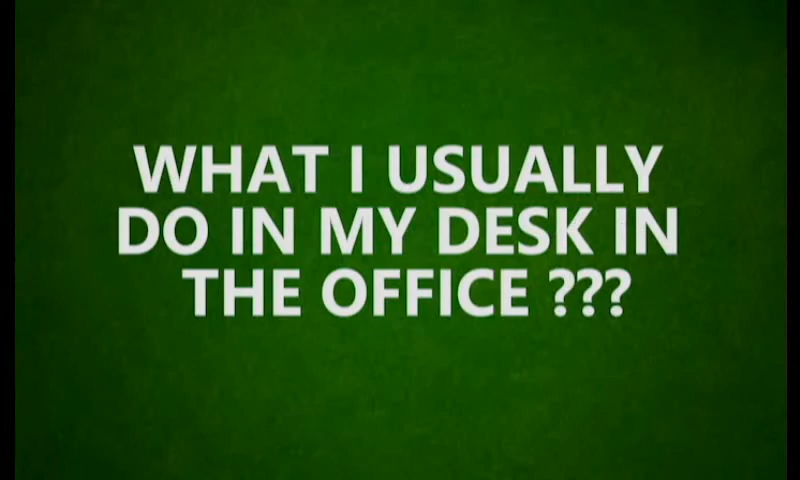 WHAT I USUALLY
DO IN MY DESK IN
THE OFFICE ???